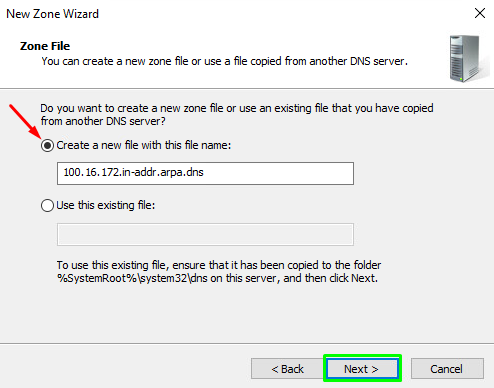 New Zone Wizard
Zone File
You can create a new zone file or use a file copied from another DNS server.
Do you want to create a new zone file or use an existing file that you have copied
from another DNS server?
Create a new file with this file name:
100.16.172.in-addr.arpa.dns
Use this existing file:
To use this existing file, ensure that it has been copied to the folder
%SystemRoot%\system32\dns on this server, and then click Next.
< Back
Next >
Cancel